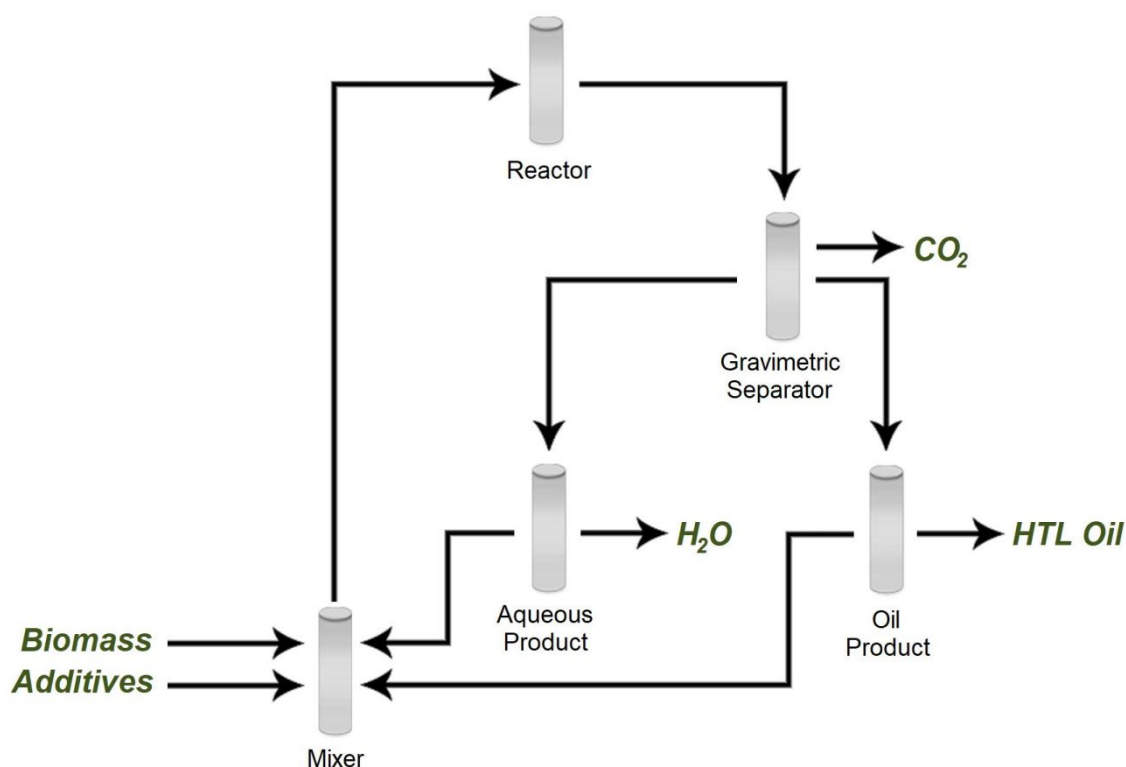 Reactor
CO₂
Gravimetric
Separator
H₂O
HTL Oil
Aqueous
Product
Oil
Product
Biomass
Additives
Mixer